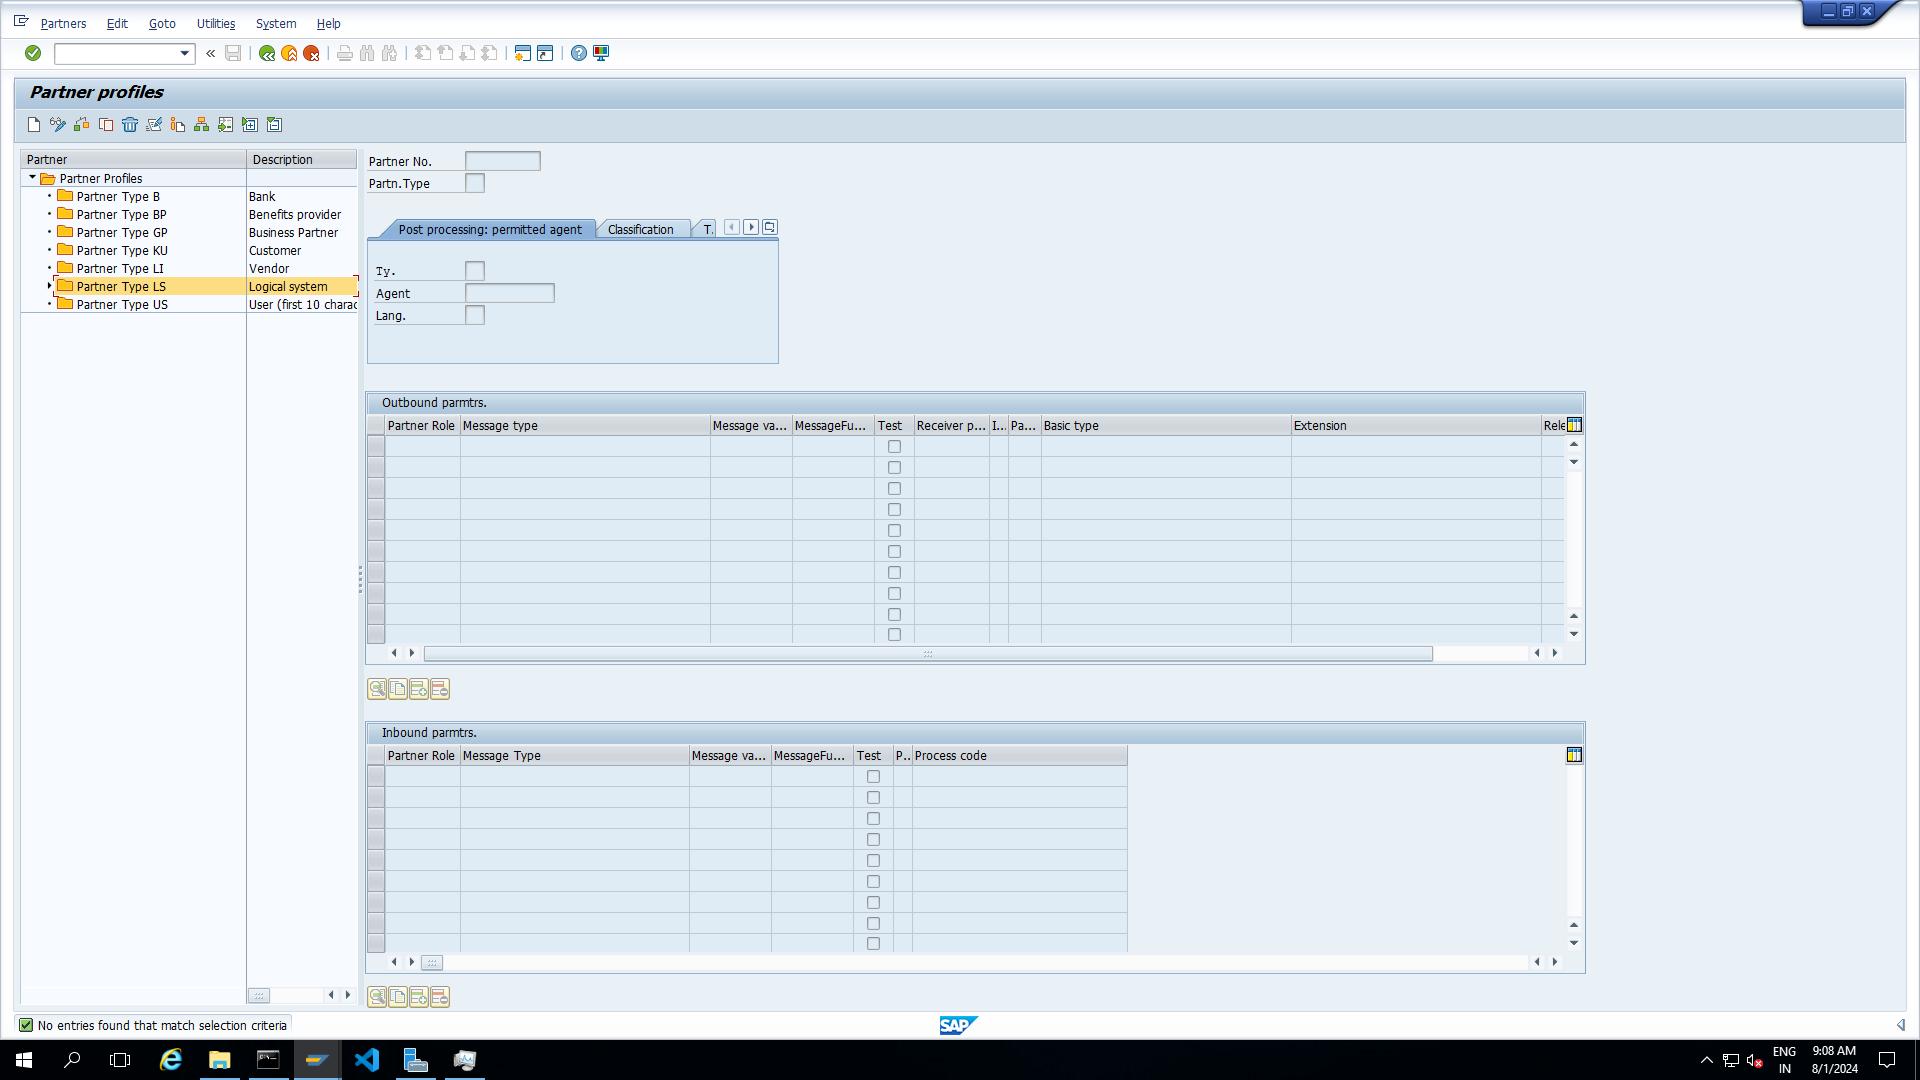 Partners Edit Goto Utilities System Help
Partner profiles
Partner Description
Partner Profiles
Partner Type B Bank
Partner Type BP Benefits provider
Partner Type GP Business Partner
Partner Type KU Customer
Partner Type LI Vendor
Partner Type LS Logical system
Partner Type US User (first 10 charac
Partner No.
Partn.Type
Post processing: permitted agent Classification T.
Ty.
Agent
Lang.
Outbound parmtrs.
Partner Role Message type Message va... MessageFu... Test Receiver p... I... Pa... Basic type Extension Rele
Inbound parmtrs.
Partner Role Message Type Message va... MessageFu... Test P.. Process code
No entries found that match selection criteria
SAP
ENG 9:08 AM
IN 8/1/2024